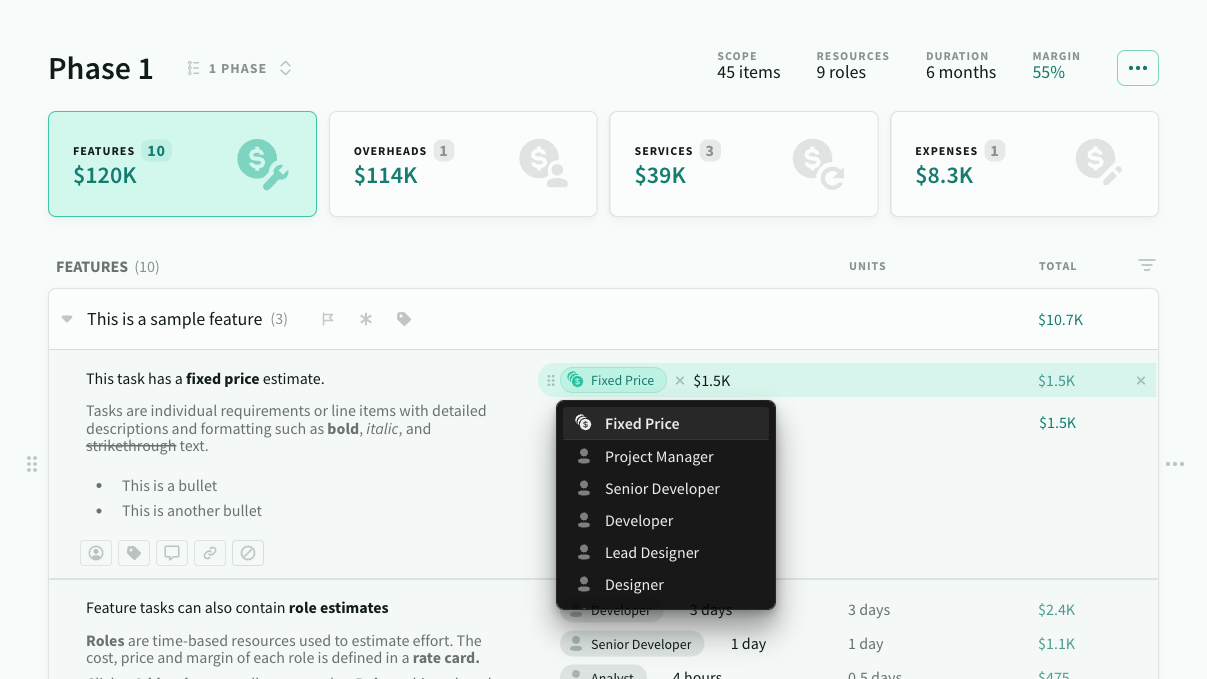 Phase 1
1 PHASE
SCOPE
45 items
RESOURCES
9 roles
DURATION
6 months
MARGIN
55%
FEATURES 10
$120K
OVERHEADS 1
$114K
SERVICES 3
$39K
EXPENSES 1
$8.3K
FEATURES (10)
UNITS
TOTAL
This is a sample feature (3)
$10.7K
This task has a fixed price estimate.
Fixed Price × $1.5K
$1.5K
Tasks are individual requirements or line items with detailed
descriptions and formatting such as bold, italic, and
strikethrough text.
• This is a bullet
• This is another bullet
$1.5K
Fixed Price
Project Manager
Senior Developer
Developer
Lead Designer
Designer
Feature tasks can also contain role estimates
Developer 3 days
3 days
$2.4K
Roles are time-based resources used to estimate effort. The
cost, price and margin of each role is defined in a rate card.
Senior Developer 1 day
1 day
$1.1K
Analyst 4 hours
0.5 days
$475